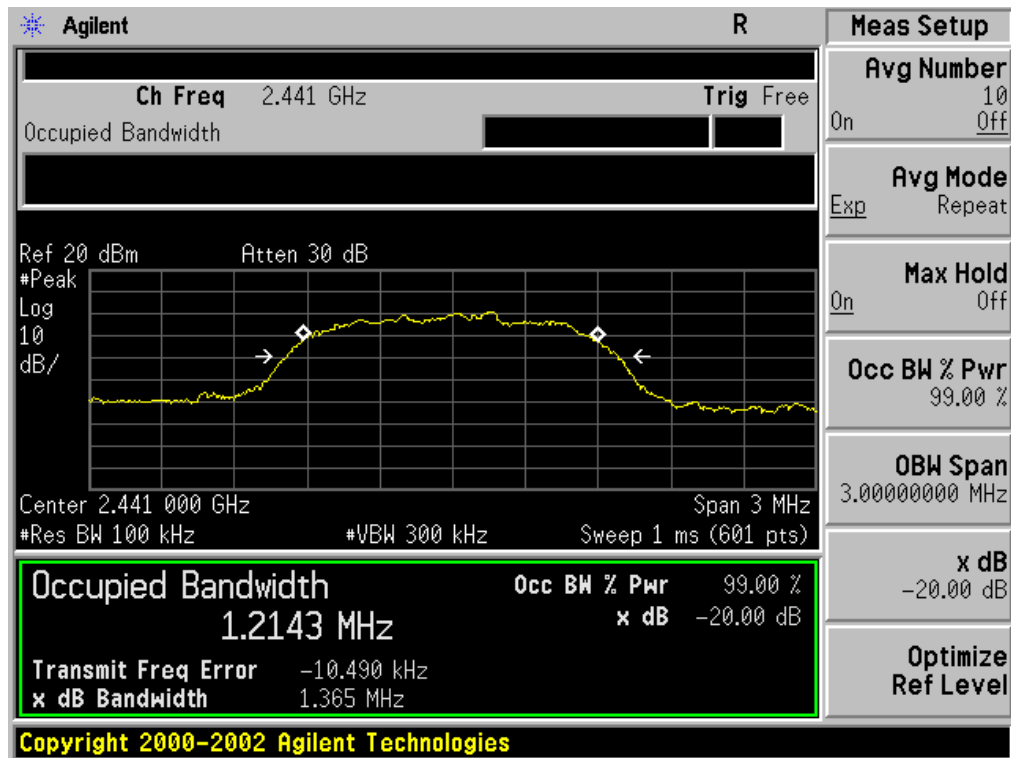 Agilent
R
Ch Freq 2.441 GHz
Trig Free
Occupied Bandwidth
Ref 20 dBm
Atten 30 dB
#Peak
Log
10
dB/
Center 2.441 000 GHz
Span 3 MHz
#Res BW 100 kHz
#VBW 300 kHz
Sweep 1 ms (601 pts)
Occupied Bandwidth
1.2143 MHz
Occ BW % Pwr 99.00 %
x dB -20.00 dB
Transmit Freq Error -10.490 kHz
x dB Bandwidth 1.365 MHz
Copyright 2000-2002 Agilent Technologies
Meas Setup
Avg Number
10
On Off
Avg Mode
Exp Repeat
Max Hold
On Off
Occ BW % Pwr
99.00 %
OBW Span
3.00000000 MHz
x dB
-20.00 dB
Optimize
Ref Level